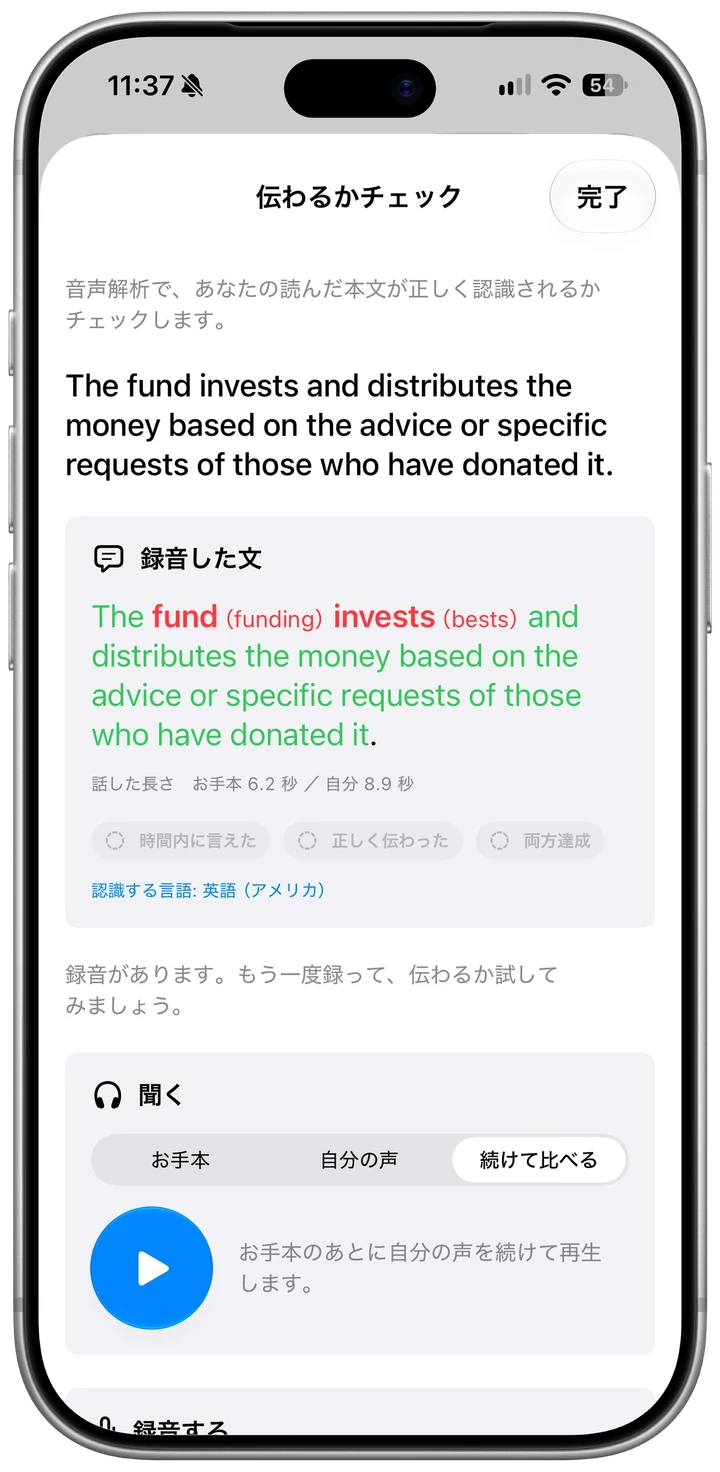 11:37
54
伝わるかチェック
完了
音声解析で、あなたの読んだ本文が正しく認識されるか
チェックします。
The fund invests and distributes the
money based on the advice or specific
requests of those who have donated it.
録音した文
The fund (funding) invests (bests) and
distributes the money based on the
advice or specific requests of those
who have donated it.
話した長さ お手本 6.2 秒 / 自分 8.9 秒
時間内に言えた 正しく伝わった 両方達成
認識する言語: 英語 (アメリカ)
録音があります。もう一度録って、伝わるか試して
みましょう。
聞く
お手本 自分の声 続けて比べる
お手本のあとに自分の声を続けて再生
します。
録音する